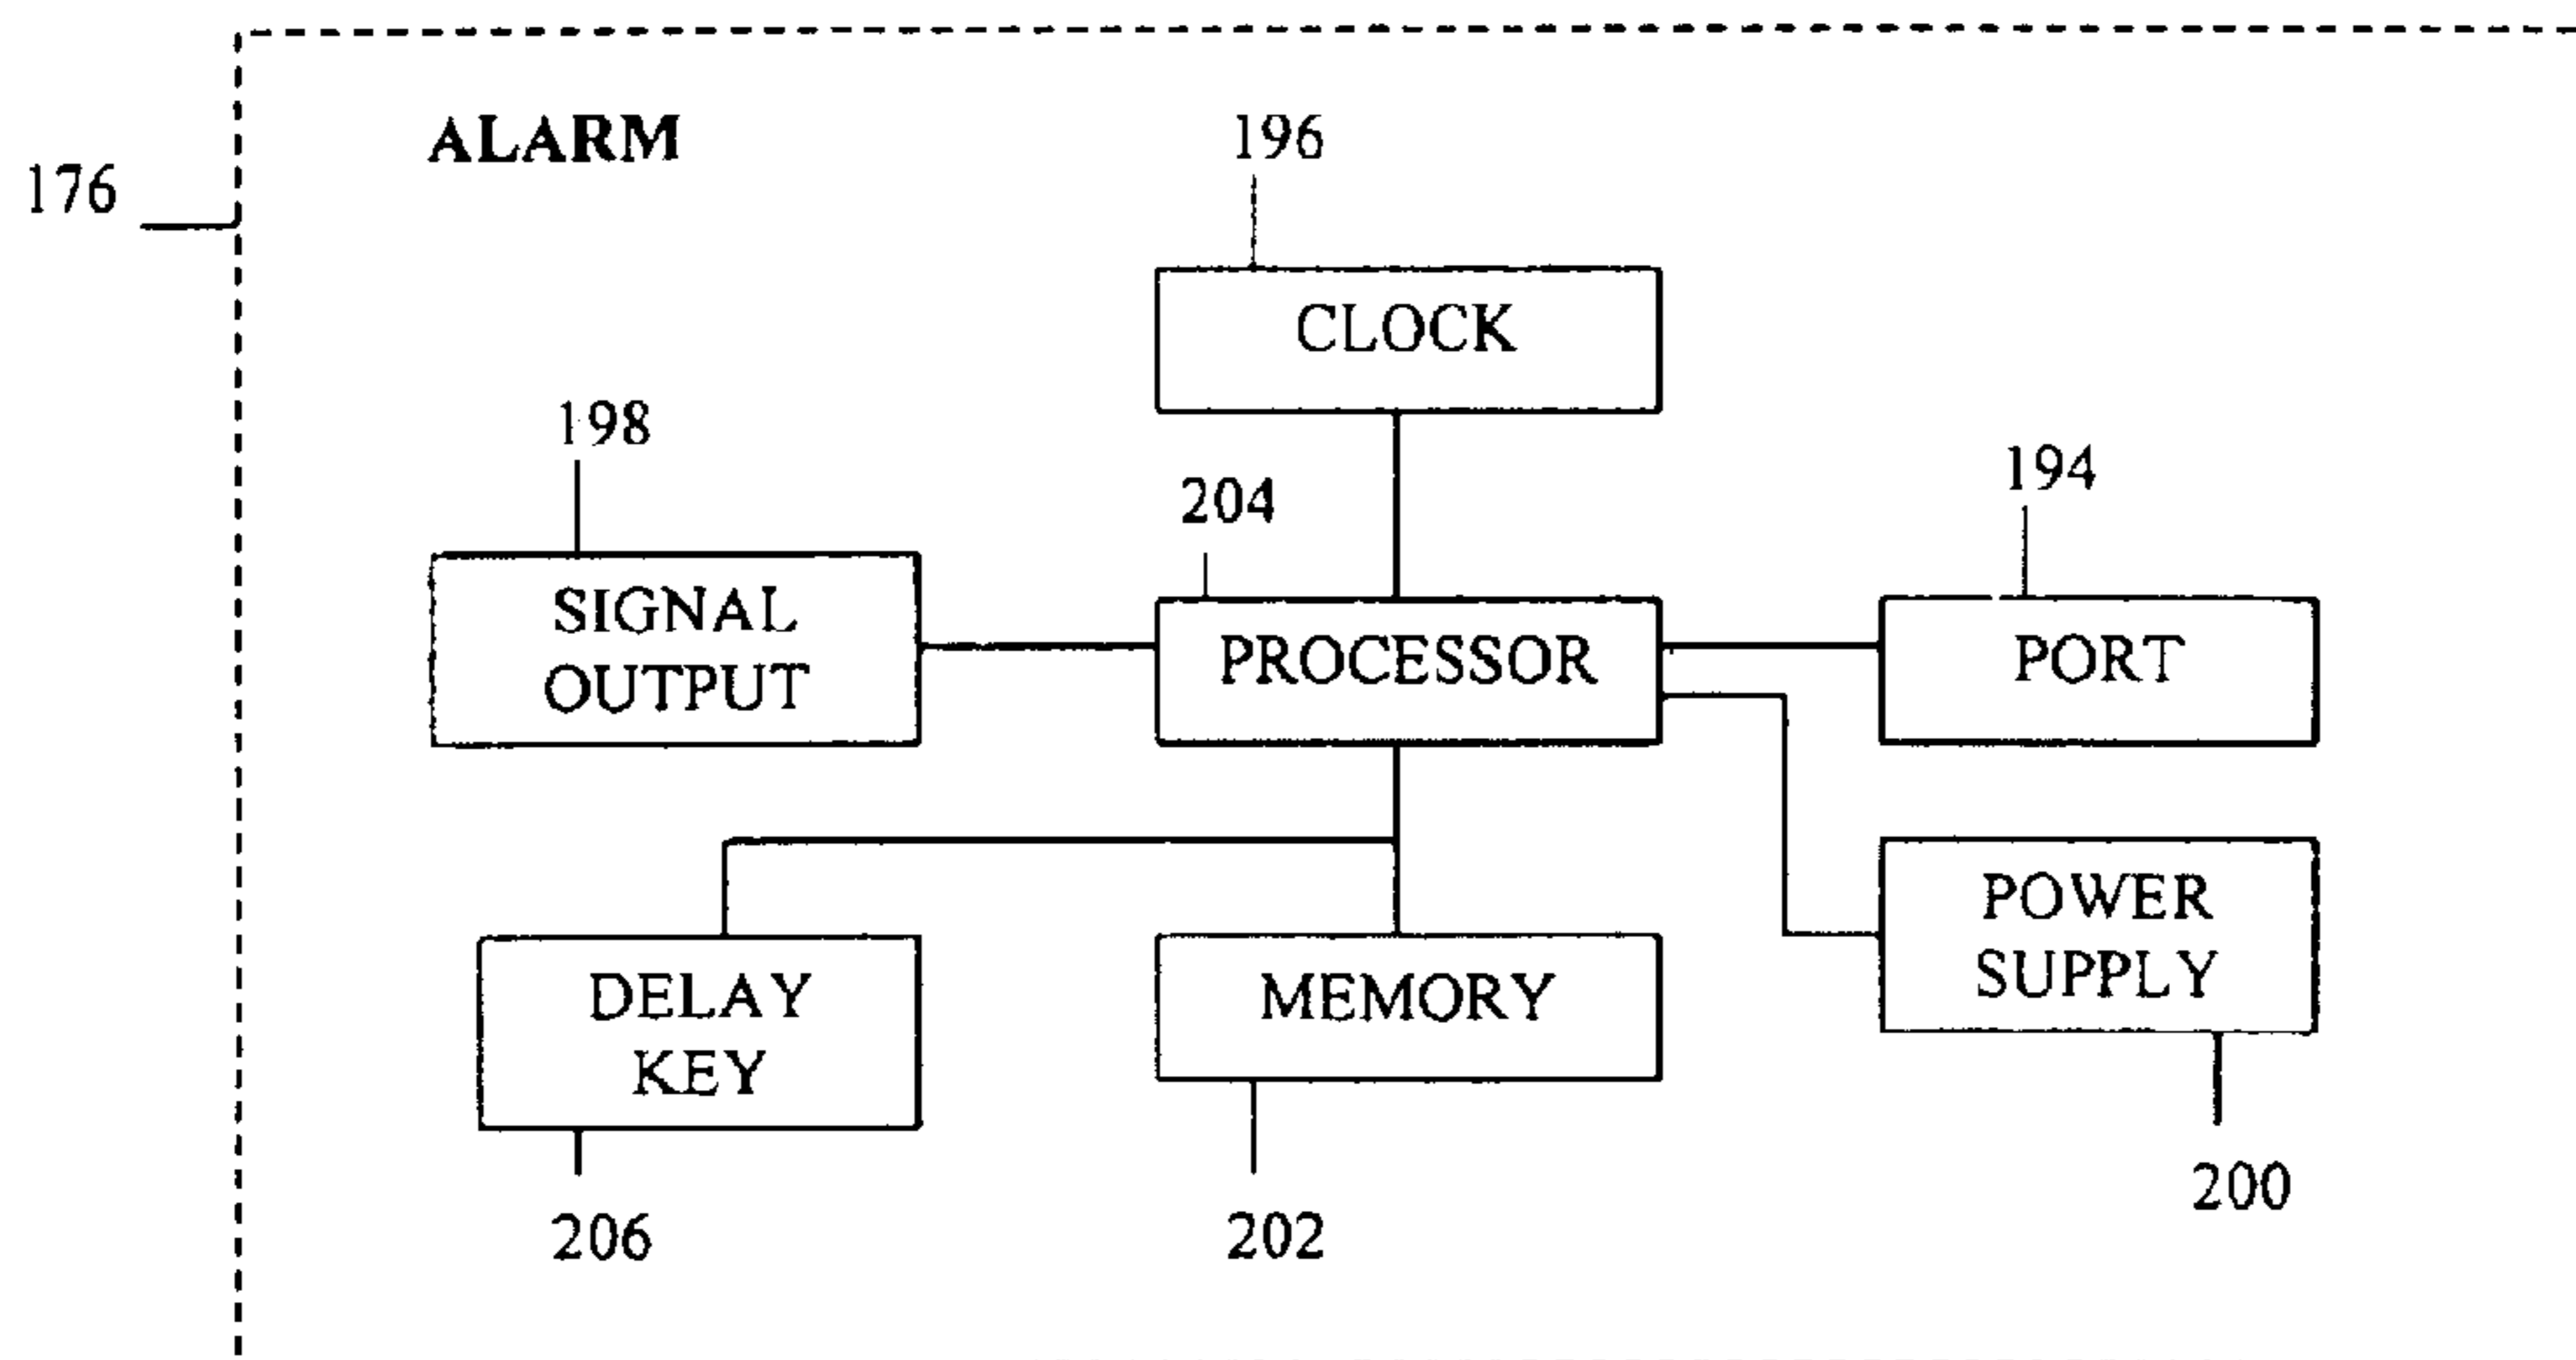 ALARM
196
176
198
CLOCK
204
194
SIGNAL
OUTPUT
PROCESSOR
PORT
DELAY
KEY
MEMORY
POWER
SUPPLY
206
202
200